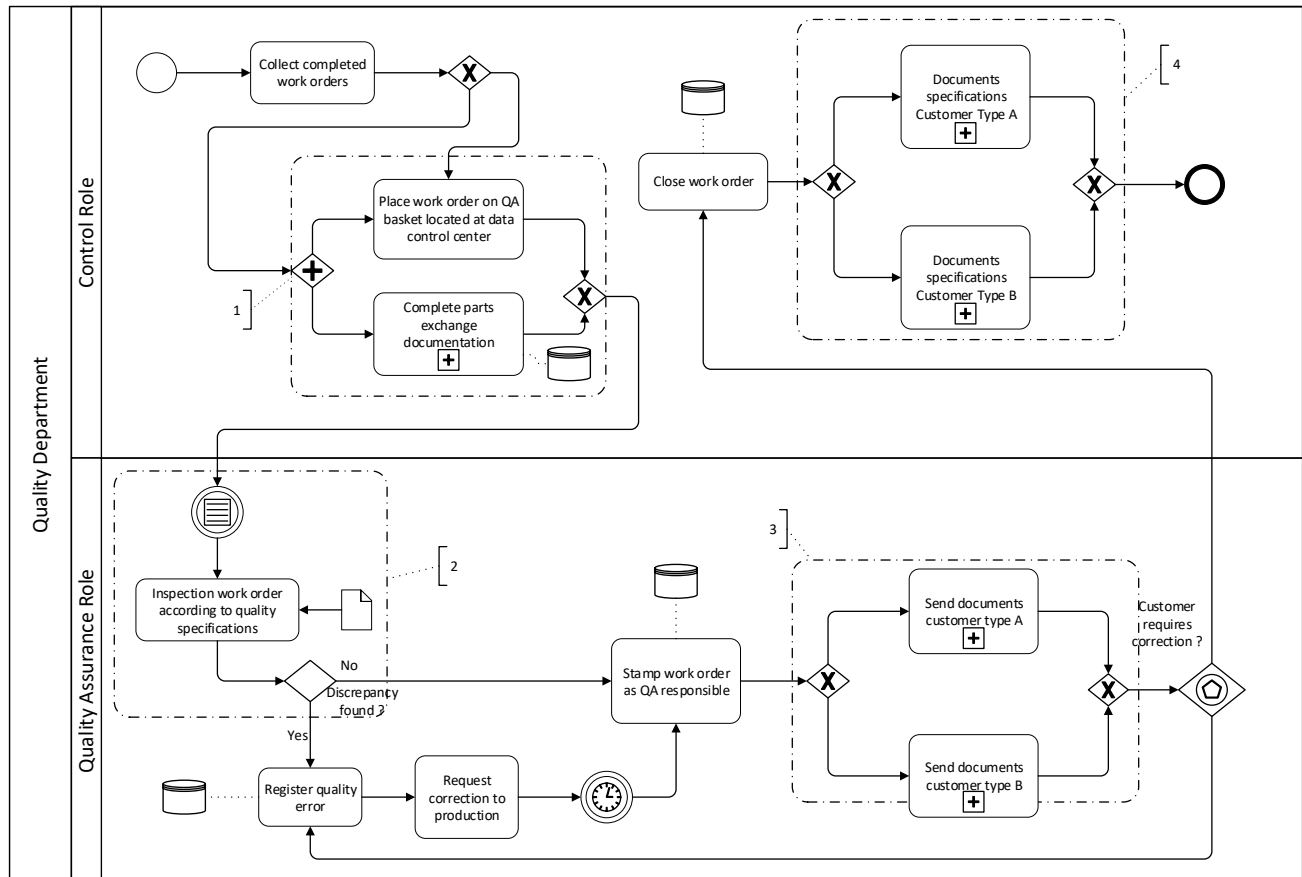 Quality Department
Control Role
Collect completed
work orders
Place work order on QA
basket located at data
control center
Complete parts
exchange
documentation
1
Close work order
Documents
specifications
Customer Type A
Documents
specifications
Customer Type B
4
Quality Assurance Role
Inspection work order
according to quality
specifications
2
No
Discrepancy
found ?
Yes
Register quality
error
Request
correction to
production
Stamp work order
as QA responsible
3
Send documents
customer type A
Send documents
customer type B
Customer
requires
correction ?